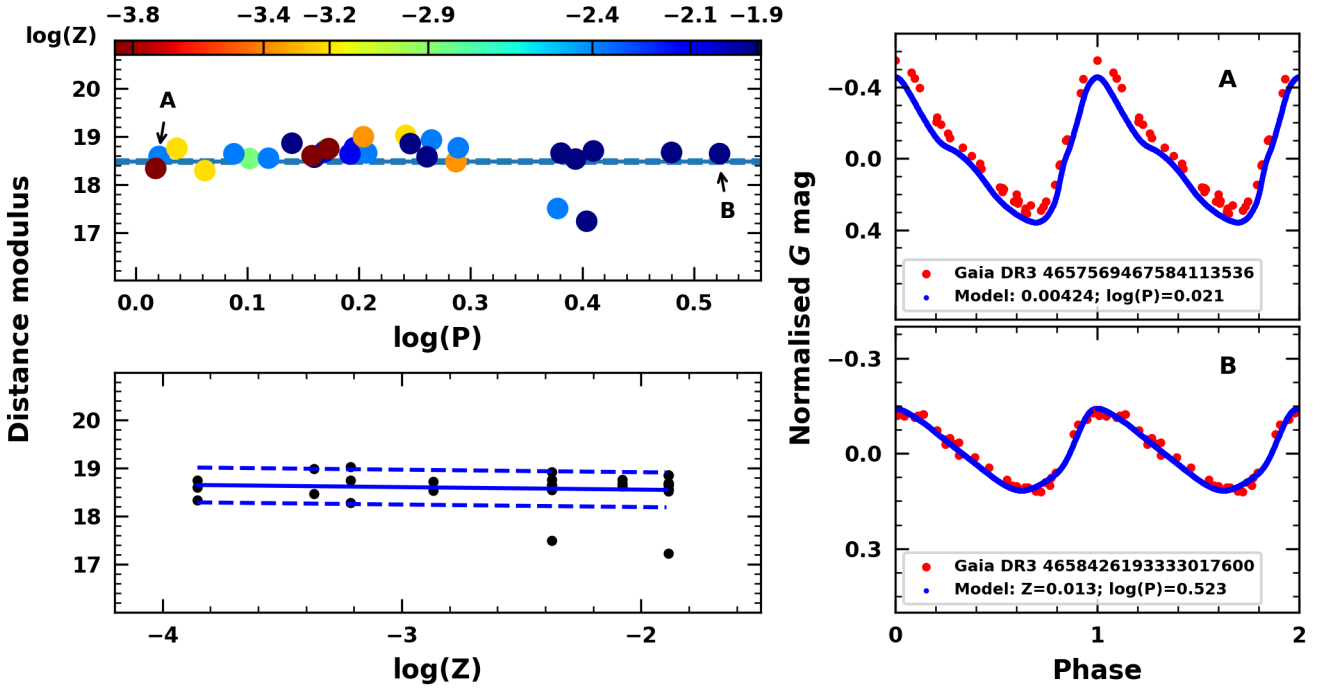 log(Z)
−3.8 −3.4 −3.2 −2.9 −2.4 −2.1 −1.9
A
B
20
19
18
17
0.0 0.1 0.2 0.3 0.4 0.5
log(P)
Distance modulus
20
19
18
17
−4 −3 −2
log(Z)
A
−0.4
0.0
0.4
Gaia DR3 4657569467584113536
Model: 0.00424; log(P)=0.021
Normalised G mag
B
−0.3
0.0
0.3
Gaia DR3 4658426193333017600
Model: Z=0.013; log(P)=0.523
0 1 2
Phase